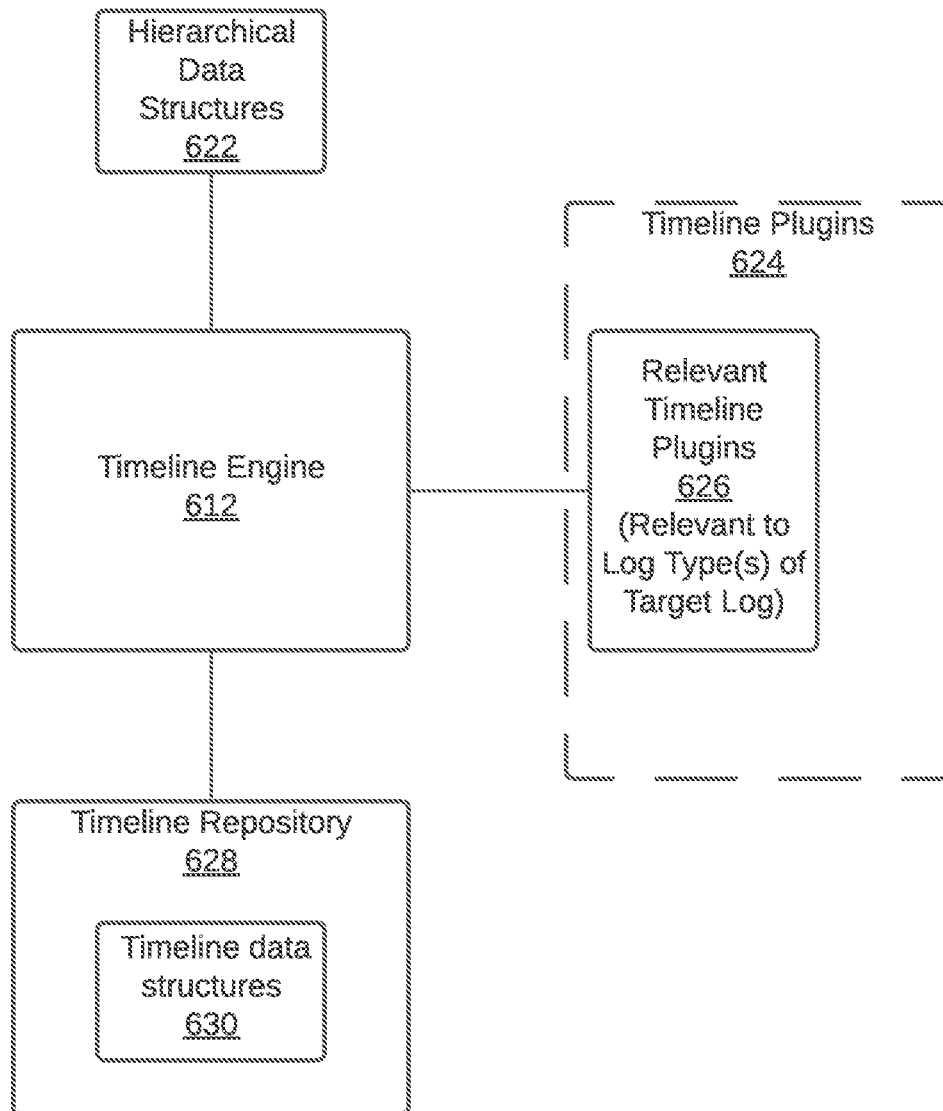 Hierarchical
Data
Structures
622
Timeline Plugins
624
Relevant
Timeline
Plugins
626
(Relevant to
Log Type(s) of
Target Log)
Timeline Engine
612
Timeline Repository
628
Timeline data
structures
630